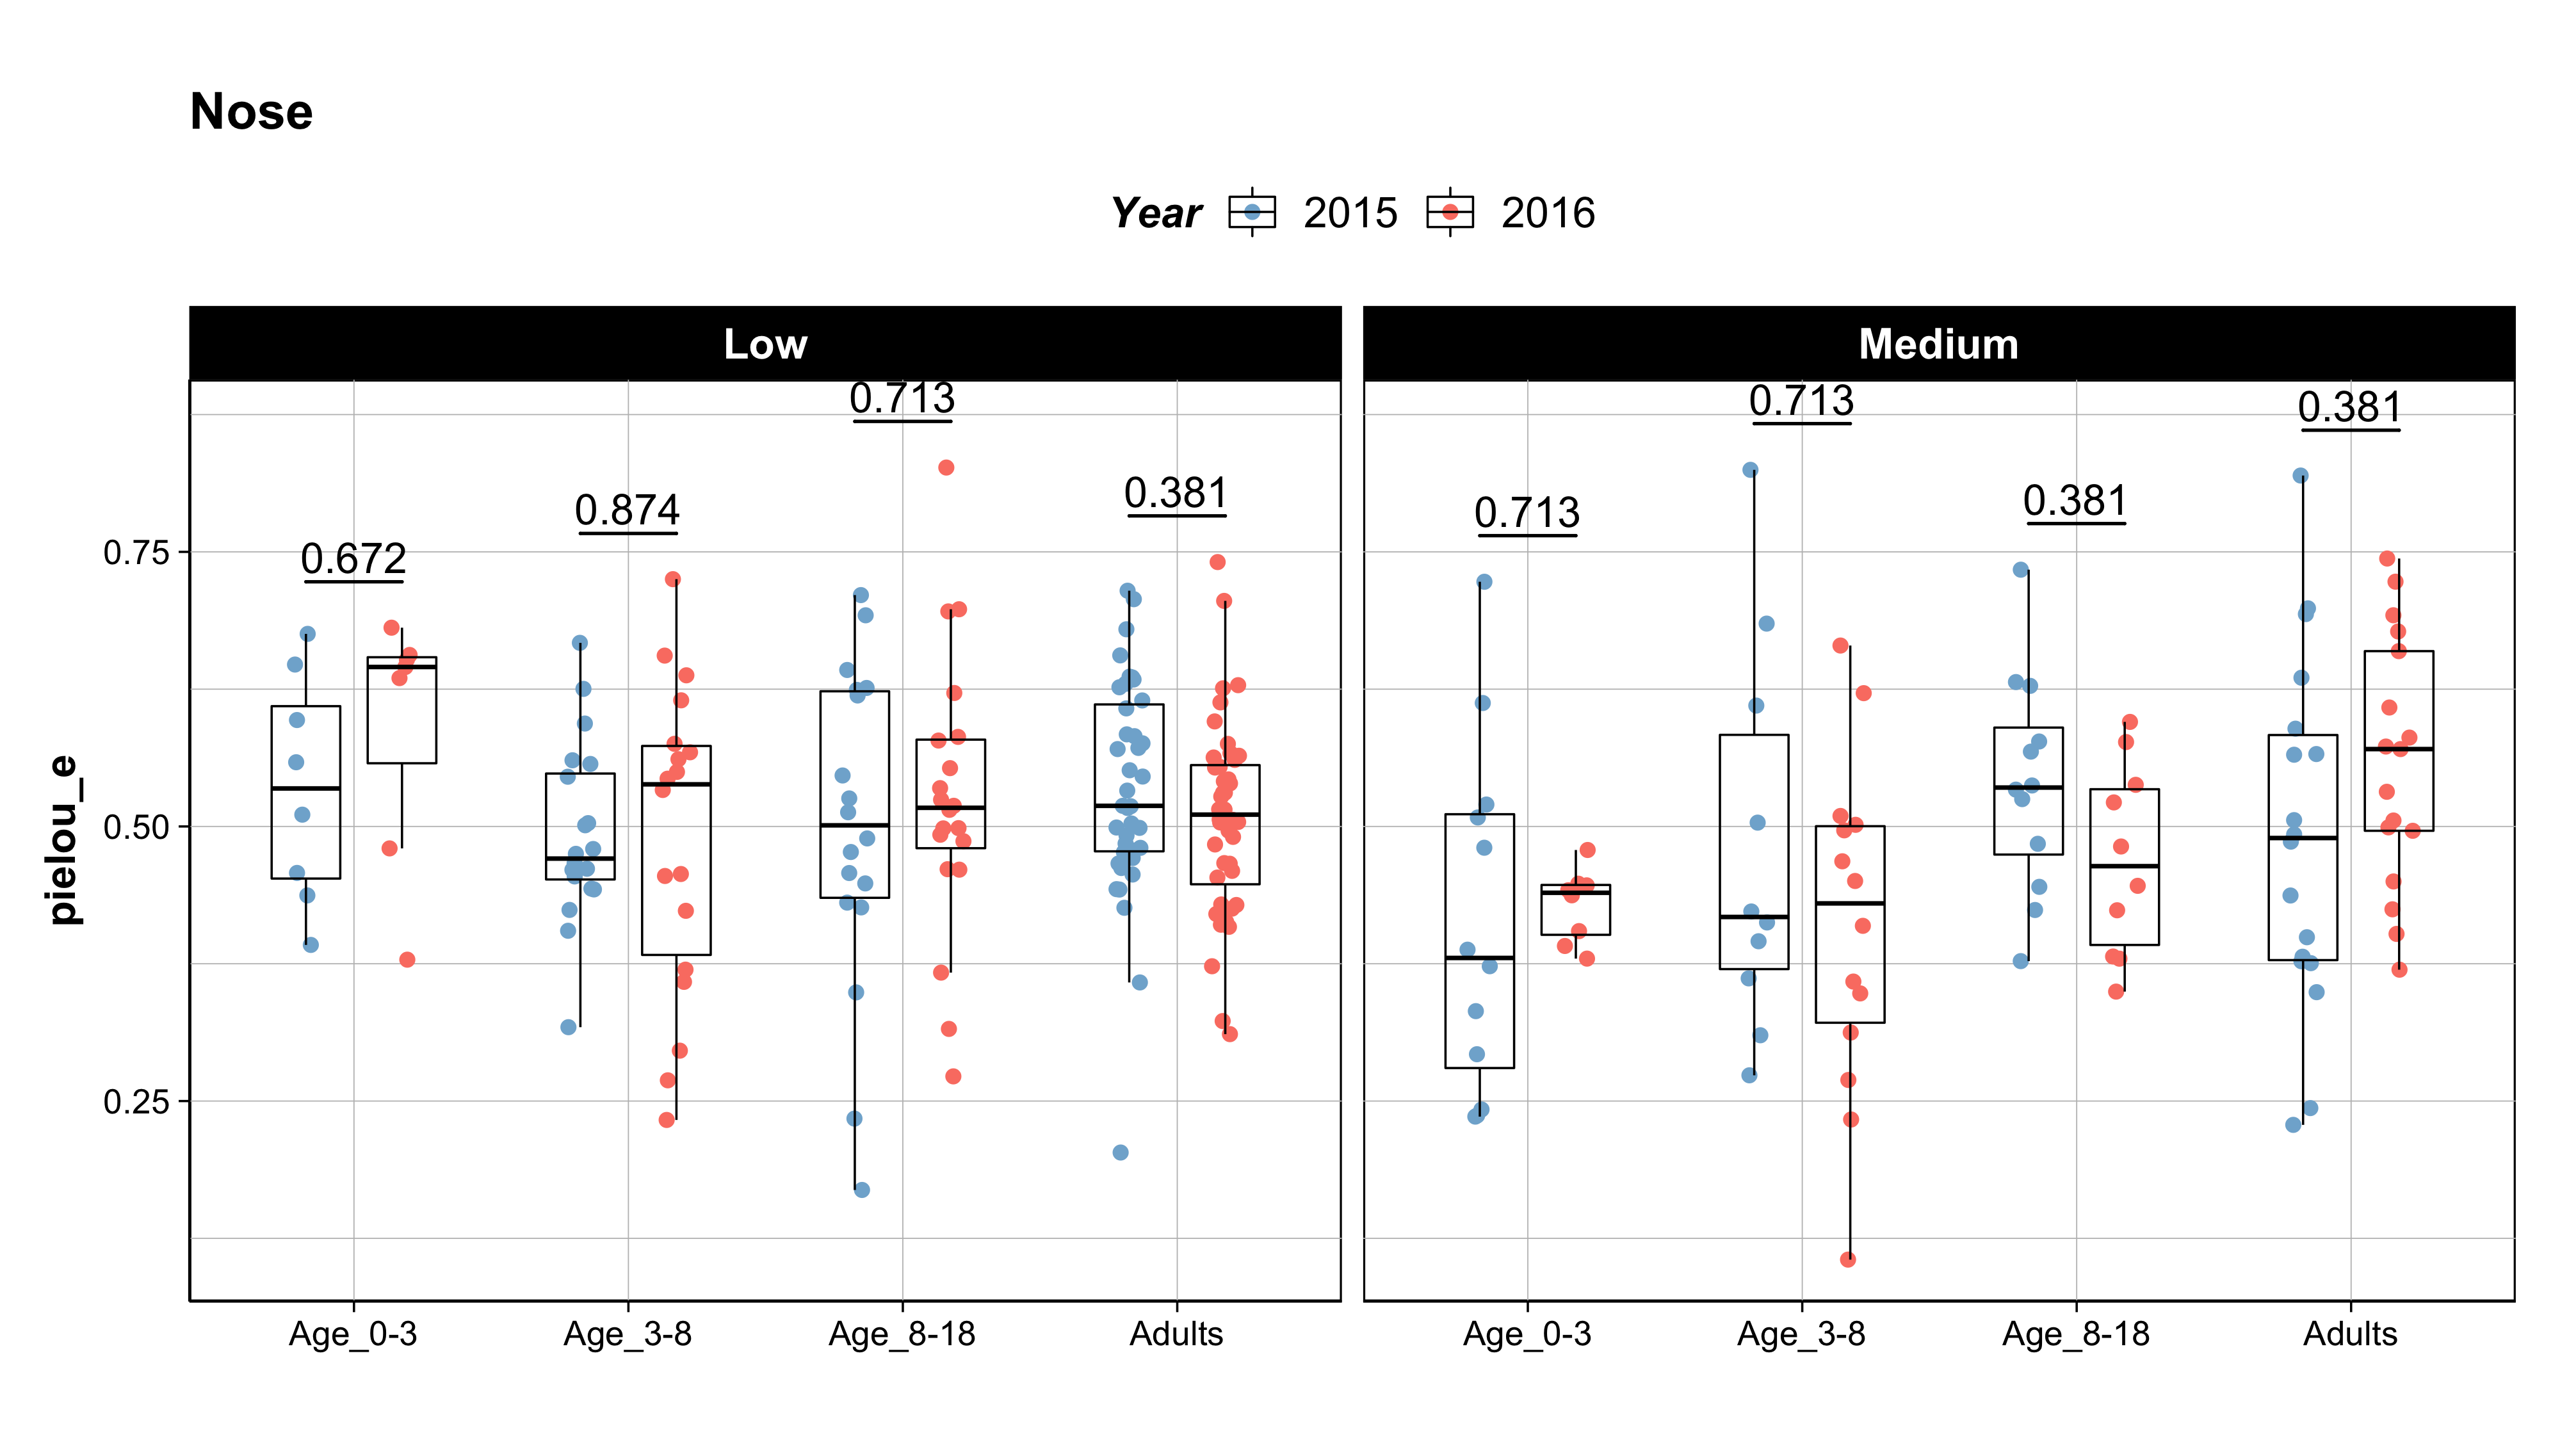 Nose
Year 2015 2016
Low Medium
0.713 0.713 0.381
0.874 0.381 0.713 0.381
0.672
0.75
0.50
0.25
pielou_e
Age_0-3 Age_3-8 Age_8-18 Adults Age_0-3 Age_3-8 Age_8-18 Adults